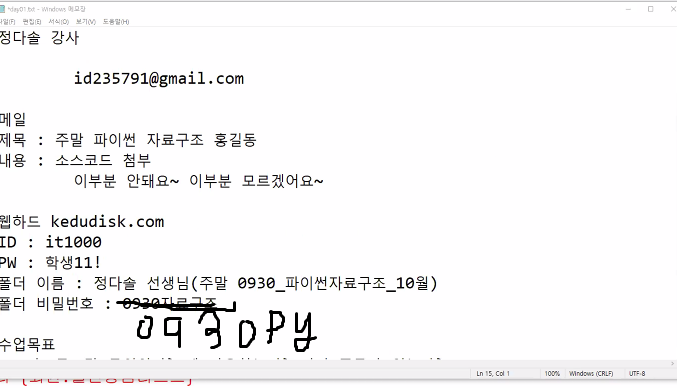 *day01.txt - Windows 메모장
파일(F) 편집(E) 서식(O) 보기(V) 도움말(H)
정다솔 강사
id235791@gmail.com
메일
제목 : 주말 파이썬 자료구조 홍길동
내용 : 소스코드 첨부
이부분 안돼요~ 이부분 모르겠어요~
웹하드 kedudisk.com
ID : it1000
PW : 학생11!
폴더 이름 : 정다솔 선생님(주말 0930_파이썬자료구조_10월)
폴더 비밀번호 : 0930자료구조
0930PY
수업목표
Ln 15, Col 1 100% Windows (CRLF) UTF-8